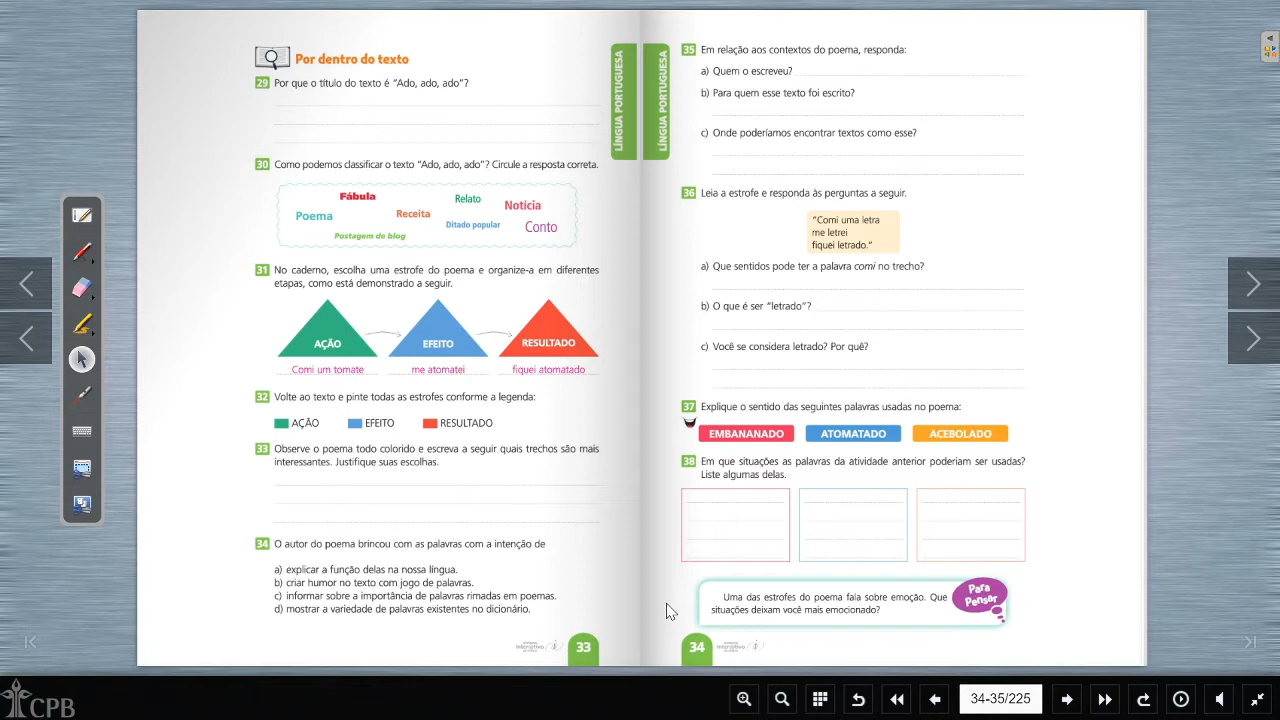 Por dentro do texto
29 Por que o título do texto é “Ado, ado, ado”?
30 Como podemos classificar o texto “Ado, ado, ado”? Circule a resposta correta.
Fábula
Relato
Notícia
Poema
Receita
Ditado popular
Conto
Postagem de blog
31 No caderno, escolha uma estrofe do poema e organize-a em diferentes
etapas, como está demonstrado a seguir.
AÇÃO
EFEITO
RESULTADO
Comi um tomate
me atomatei
fiquei atomatado
32 Volte ao texto e pinte todas as estrofes conforme a legenda:
AÇÃO
EFEITO
RESULTADO
33 Observe o poema todo colorido e escreva a seguir quais trechos são mais
interessantes. Justifique suas escolhas.
34 O autor do poema brincou com as palavras com a intenção de
a) explicar a função delas na nossa língua.
b) criar humor no texto com jogo de palavras.
c) informar sobre a importância de palavras rimadas em poemas.
d) mostrar a variedade de palavras existentes no dicionário.
interativo
33
LÍNGUA PORTUGUESA
LÍNGUA PORTUGUESA
35 Em relação aos contextos do poema, responda:
a) Quem o escreveu?
b) Para quem esse texto foi escrito?
c) Onde poderíamos encontrar textos como esse?
36 Leia a estrofe e responda às perguntas a seguir.
“Comi uma letra
me letrei
fiquei letrado.”
a) Que sentidos pode ter a palavra comi no trecho?
b) O que é ser “letrado”?
c) Você se considera letrado? Por quê?
37 Explique o sentido das seguintes palavras usadas no poema:
EMBANANADO
ATOMATADO
ACEBOLADO
38 Em que situações as palavras da atividade anterior poderiam ser usadas?
Liste algumas delas.
Para
Pensar
Uma das estrofes do poema fala sobre emoção. Que
situações deixam você mais emocionado?
34
interativo
CPB
34-35/225